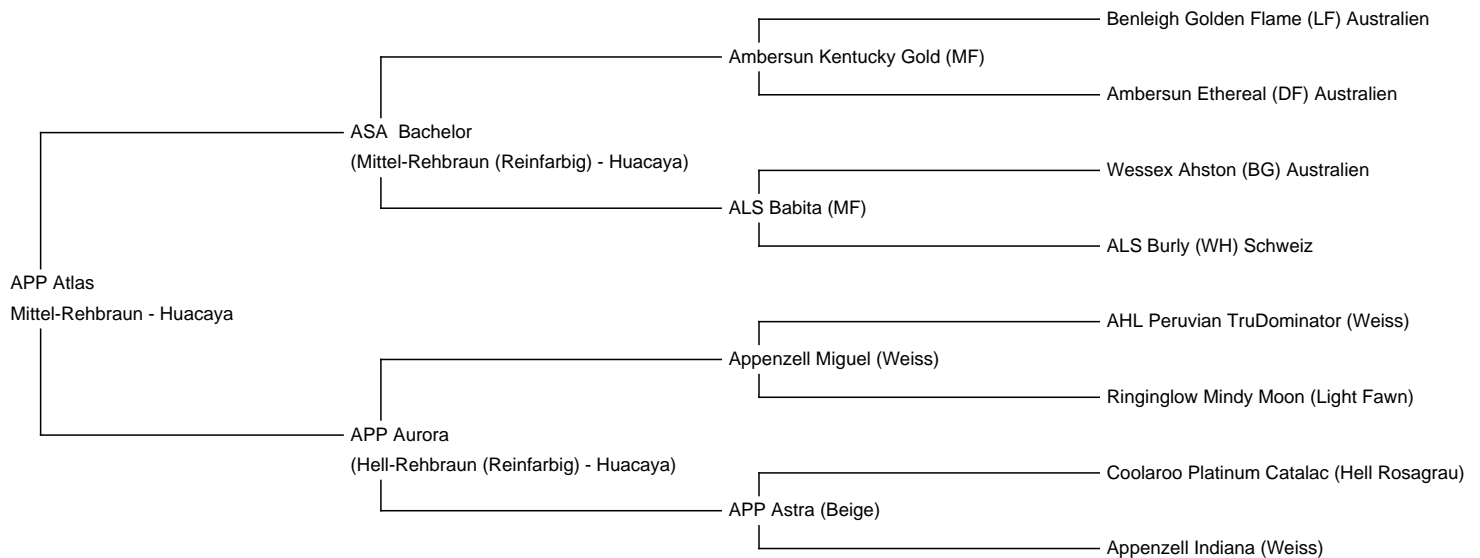 Benleigh Golden Flame (LF) Australien
Ambersun Kentucky Gold (MF)
Ambersun Ethereal (DF) Australien
ASA  Bachelor
(Mittel-Rehbraun (Reinfarbig) - Huacaya)
Wessex Ahston (BG) Australien
ALS Babita (MF)
ALS Burly (WH) Schweiz
APP Atlas
Mittel-Rehbraun - Huacaya
AHL Peruvian TruDominator (Weiss)
Appenzell Miguel (Weiss)
Ringinglow Mindy Moon (Light Fawn)
APP Aurora
(Hell-Rehbraun (Reinfarbig) - Huacaya)
Coolaroo Platinum Catalac (Hell Rosagrau)
APP Astra (Beige)
Appenzell Indiana (Weiss)